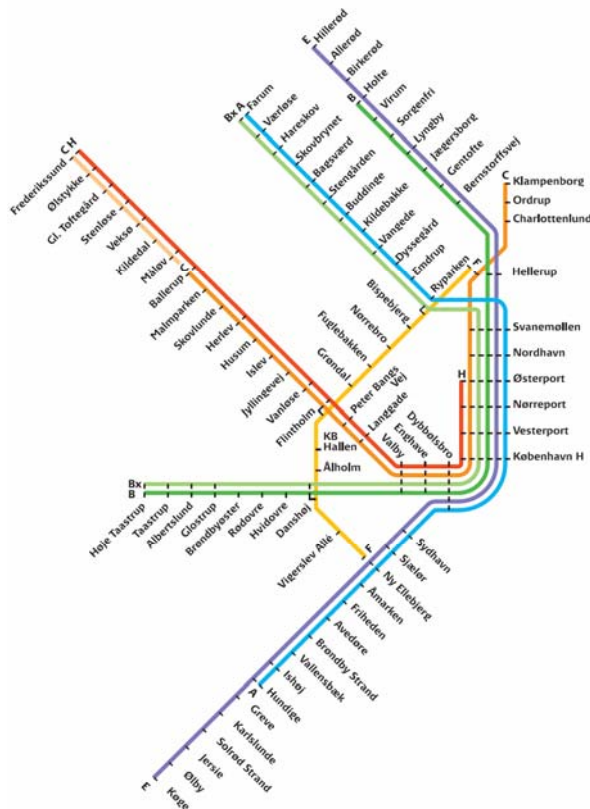 E
Hillerød
Allerød
Birkerød
Holte
B
Virum
Sorgenfri
Lyngby
Jægersborg
Gentofte
Bernstorffsvej
Bx A
Farum
Værløse
Hareskov
Skovbrynet
Bagsværd
Stengården
Buddinge
Kildebakke
Vangede
Dyssegård
Emdrup
C
Klampenborg
Ordrup
Charlottenlund
Hellerup
Svanemøllen
Nordhavn
Østerport
Nørreport
Vesterport
København H
C H
Frederikssund
Ølstykke
Gl. Toftegård
Stenløse
Veksø
Kildedal
Måløv
C
Ballerup
Malmparken
Skovlunde
Herlev
Husum
Islev
Jyllingevej
Vanløse
Flintholm
Peter Bangs
Vej
Langgade
Valby
Enghave
Dybbølsbro
H
F
Ryparken
Bispebjerg
Nørrebro
Fuglebakken
Grøndal
KB
Hallen
Ålholm
Bx
B
Høje Taastrup
Taastrup
Albertslund
Glostrup
Brøndbyøster
Rødovre
Hvidovre
Danshøj
Vigerslev Allé
F
Sydhavn
Sjælør
Ny Ellebjerg
Åmarken
Friheden
Avedøre
Brøndby Strand
Vallensbæk
Ishøj
Hundige
A
Greve
Karlslunde
Solrød Strand
Jersie
Ølby
Køge
E